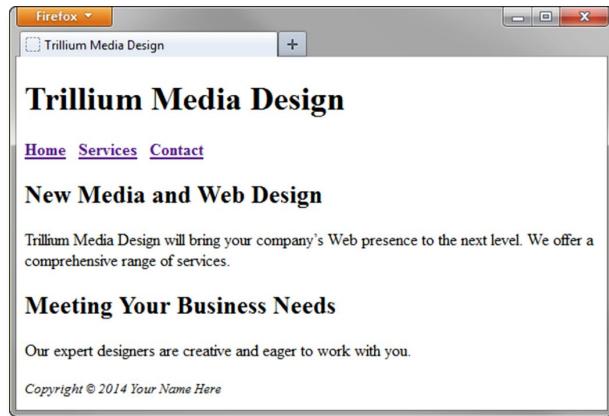 Firefox
Trillium Media Design
Trillium Media Design
Home Services Contact
New Media and Web Design
Trillium Media Design will bring your company’s Web presence to the next level. We offer a
comprehensive range of services.
Meeting Your Business Needs
Our expert designers are creative and eager to work with you.
Copyright © 2014 Your Name Here